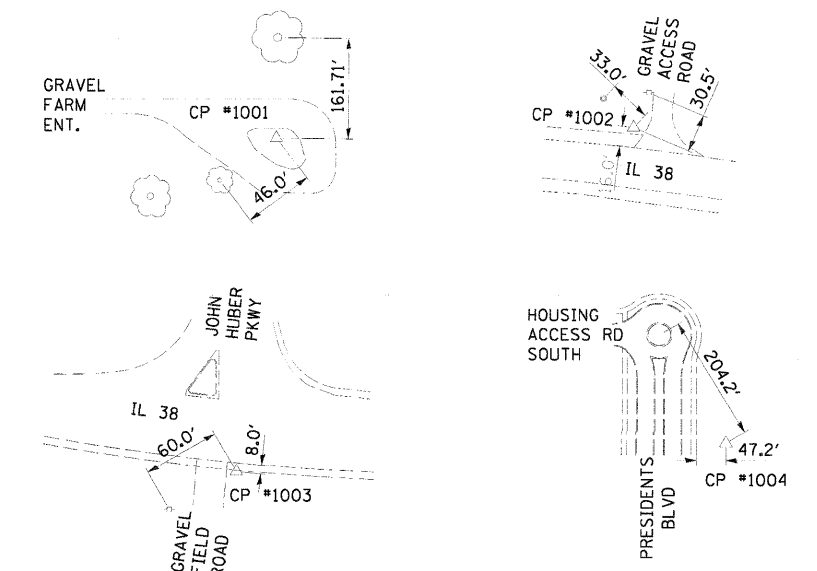 GRAVEL
FARM
ENT.
CP #1001
161.71'
46.0'
33.0'
GRAVEL
ACCESS
ROAD
30.5'
CP #1002
IL 38
JOHN
HUBER
PKWY
IL 38
60.0'
8.0'
CP #1003
GRAVEL
FIELD
ROAD
HOUSING
ACCESS RD
SOUTH
204.2'
47.2'
CP #1004
PRESIDENTS
BLVD